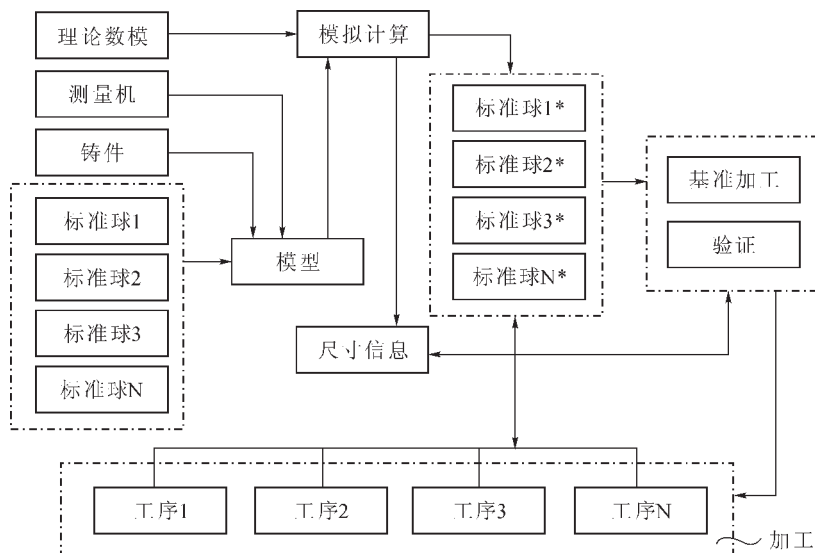 理论数模
模拟计算
测量机
铸件
标准球1
标准球2
标准球3
标准球N
模型
标准球1*
标准球2*
标准球3*
标准球N*
基准加工
验证
尺寸信息
工序1
工序2
工序3
工序N
加工